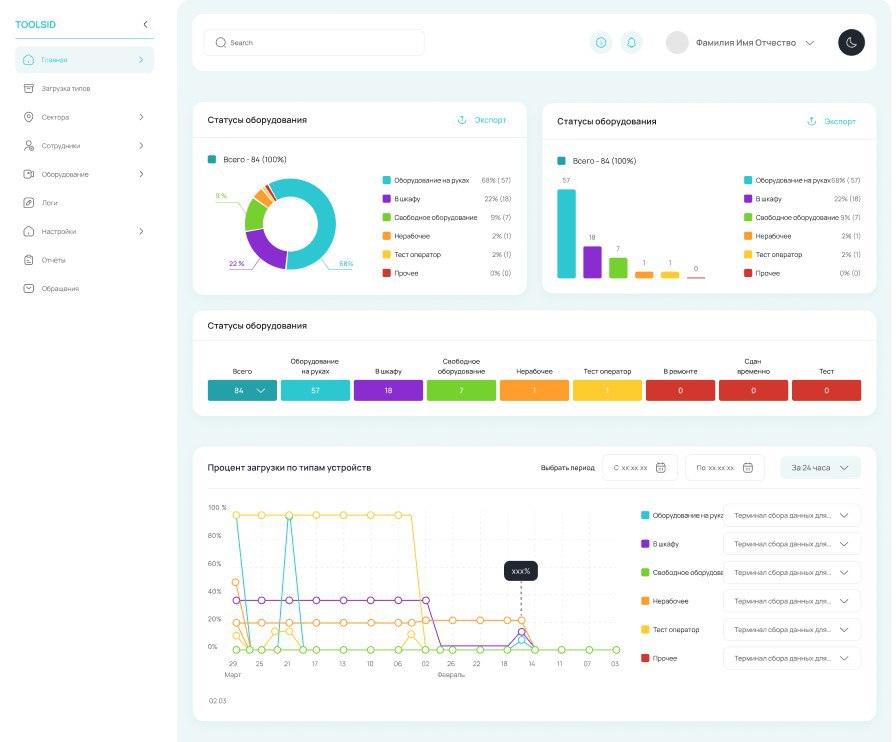 TOOLSID
Главная
Загрузка типов
Сектора
Сотрудники
Оборудование
Логи
Настройки
Отчёты
Обращения
Search
Фамилия Имя Отчество
Статусы оборудования
Экспорт
Всего - 84 (100%)
9 %
22 %
68%
Оборудование на руках 68% ( 57)
В шкафу 22% (18)
Свободное оборудование 9% (7)
Нерабочее 2% (1)
Тест оператор 2% (1)
Прочее 0% (0)
Статусы оборудования
Экспорт
Всего - 84 (100%)
57
18
7
1
1
0
Оборудование на руках 68% ( 57)
В шкафу 22% (18)
Свободное оборудование 9% (7)
Нерабочее 2% (1)
Тест оператор 2% (1)
Прочее 0% (0)
Статусы оборудования
Всего
Оборудование
на руках
В шкафу
Свободное
оборудование
Нерабочее
Тест оператор
В ремонте
Сдан
временно
Тест
84 57 18 7 1 1 0 0 0
Процент загрузки по типам устройств
Выбрать период
С xx.xx.xx
По xx.xx.xx
За 24 часа
100 %
80%
60%
40%
20%
0%
xxx%
29 25 21 17 13 10 06 02 26 22 18 14 11 07 03
Март
Февраль
02.03
Оборудование на рука
Терминал сбора данных для...
В шкафу
Терминал сбора данных для...
Свободное оборудова
Терминал сбора данных для...
Нерабочее
Терминал сбора данных для...
Тест оператор
Терминал сбора данных для...
Прочее
Терминал сбора данных для...